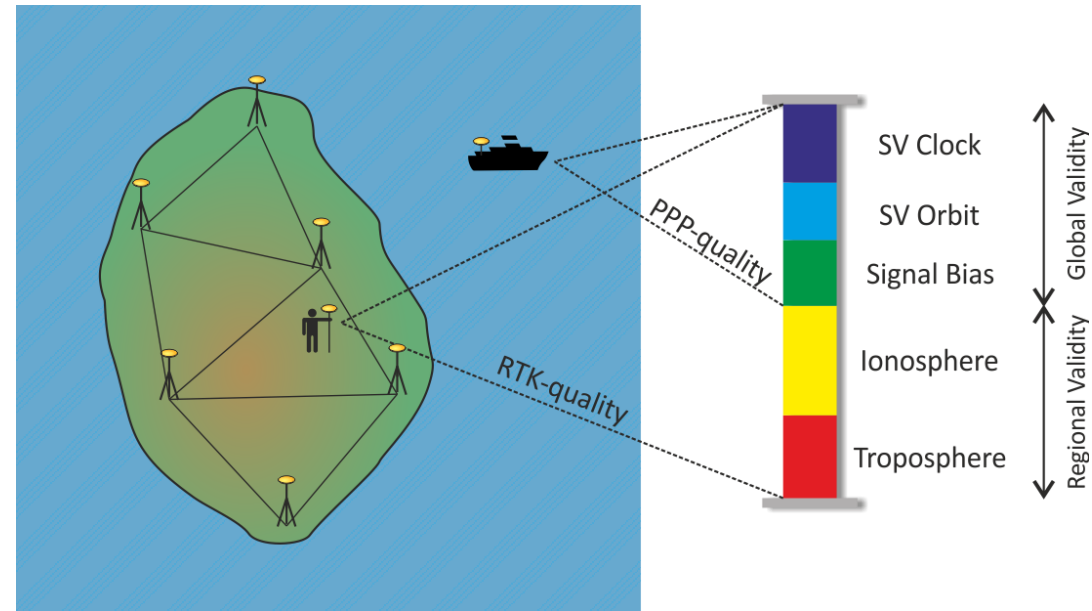 SV Clock
SV Orbit
Signal Bias
Ionosphere
Troposphere
Global Validity
Regional Validity
PPP-quality
RTK-quality